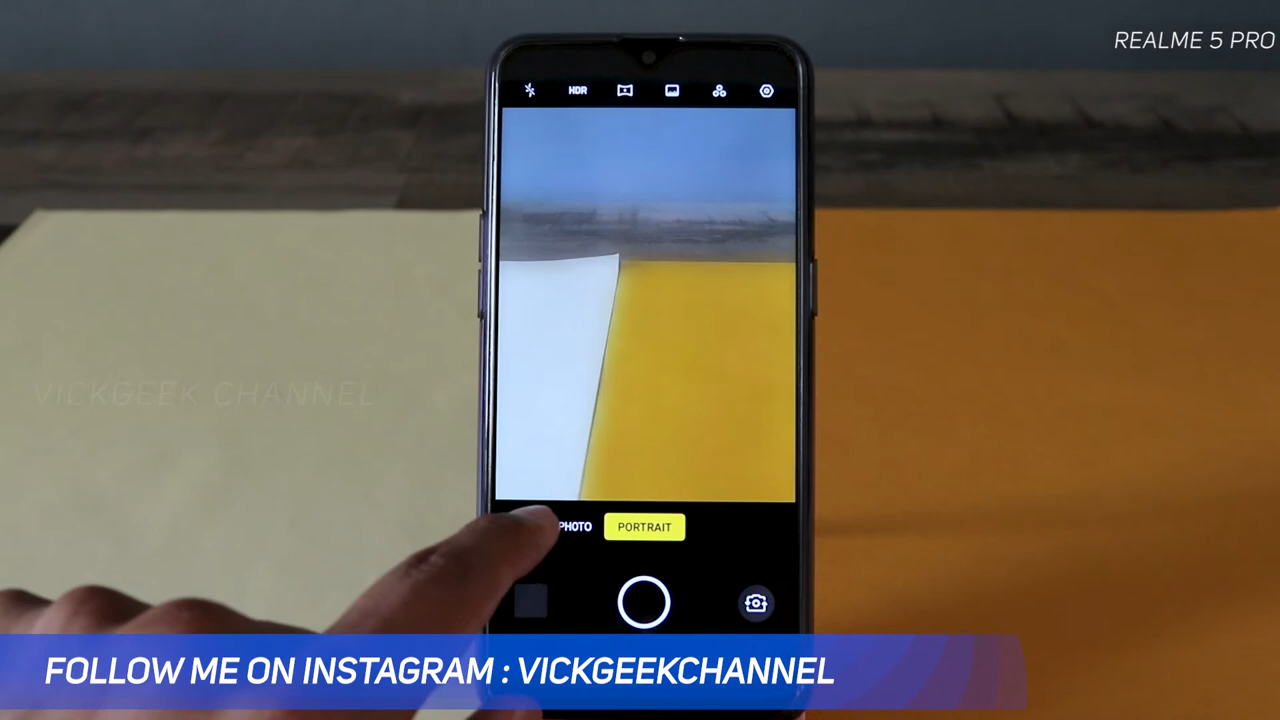 REALME 5 PRO
HDR
VICKGEEK CHANNEL
PHOTO
PORTRAIT
FOLLOW ME ON INSTAGRAM : VICKGEEKCHANNEL